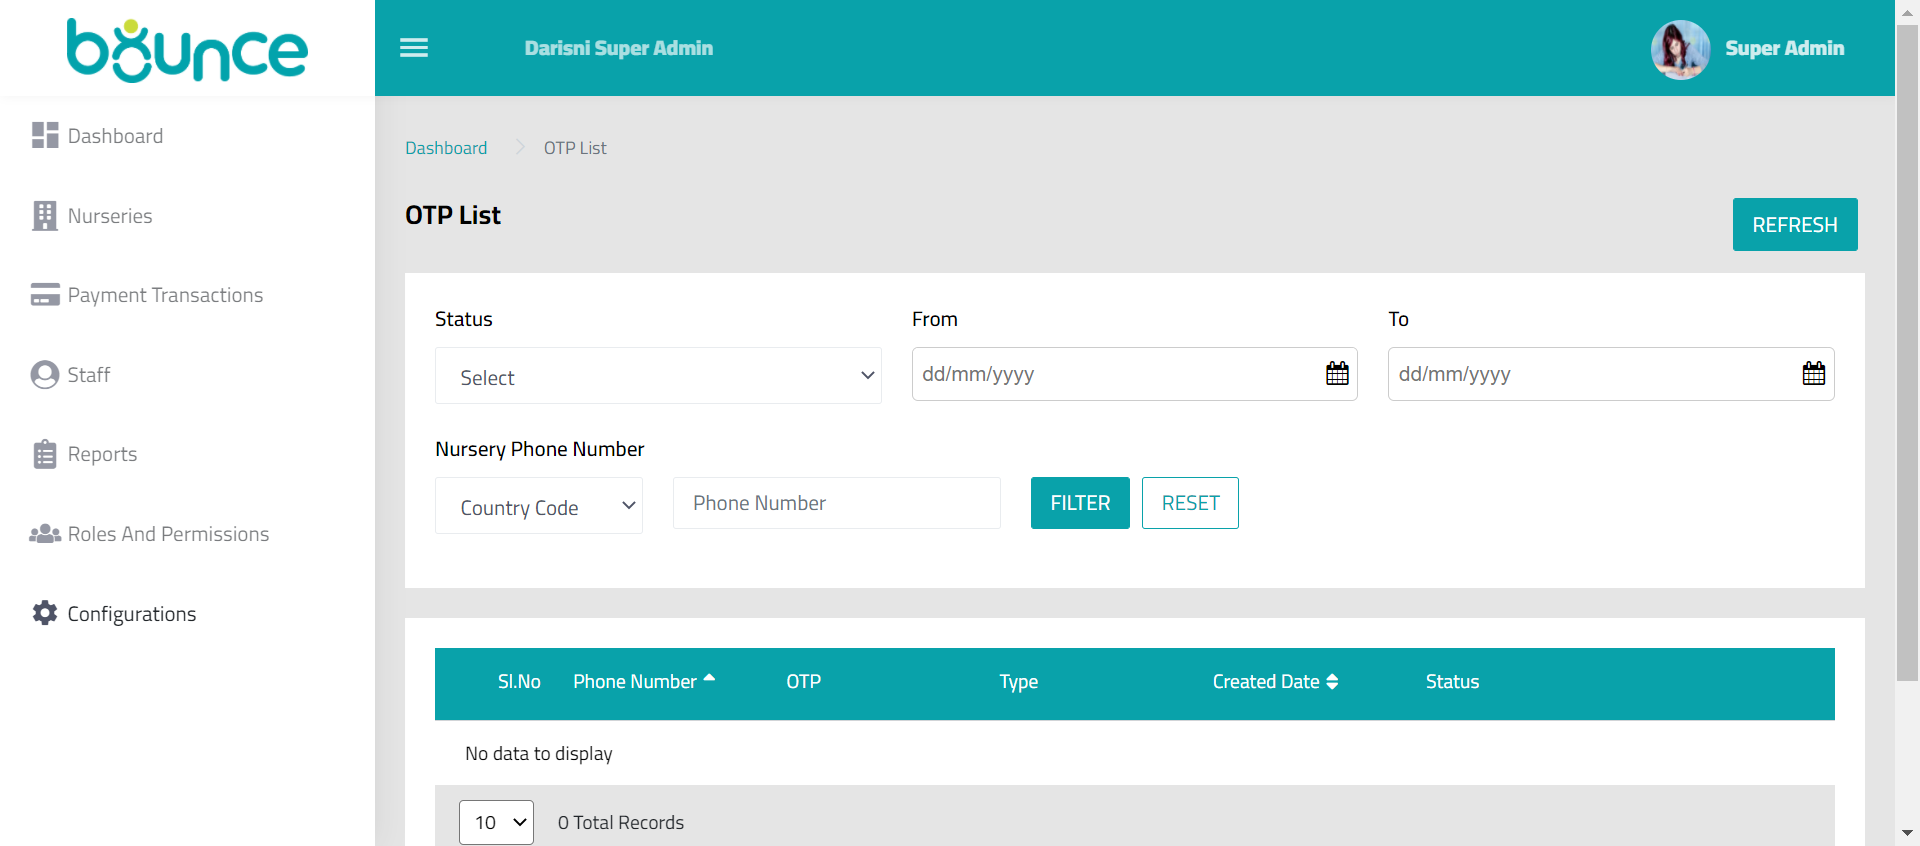 bounce
Darisni Super Admin
Super Admin
Dashboard
Nurseries
Payment Transactions
Staff
Reports
Roles And Permissions
Configurations
Dashboard
OTP List
OTP List
REFRESH
Status
From
To
Select
dd/mm/yyyy
dd/mm/yyyy
Nursery Phone Number
Country Code
Phone Number
FILTER
RESET
Sl.No
Phone Number
OTP
Type
Created Date
Status
No data to display
10
0 Total Records